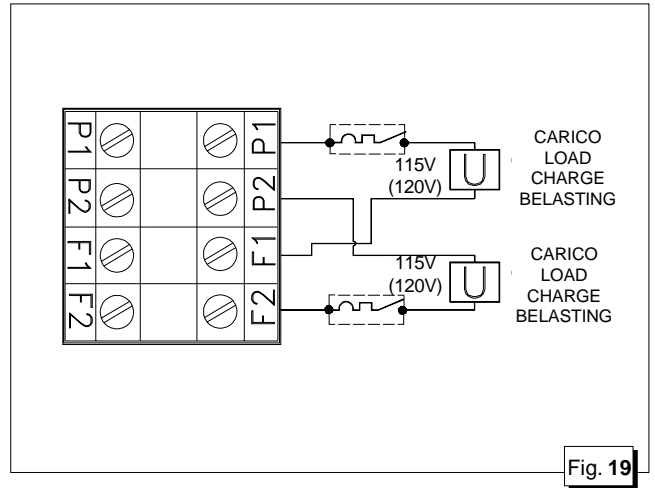 P1 P1
P2 P2
F1 F1
F2 F2
115V
(120V)
U
CARICO
LOAD
CHARGE
BELASTING
115V
(120V)
U
CARICO
LOAD
CHARGE
BELASTING
Fig. 19